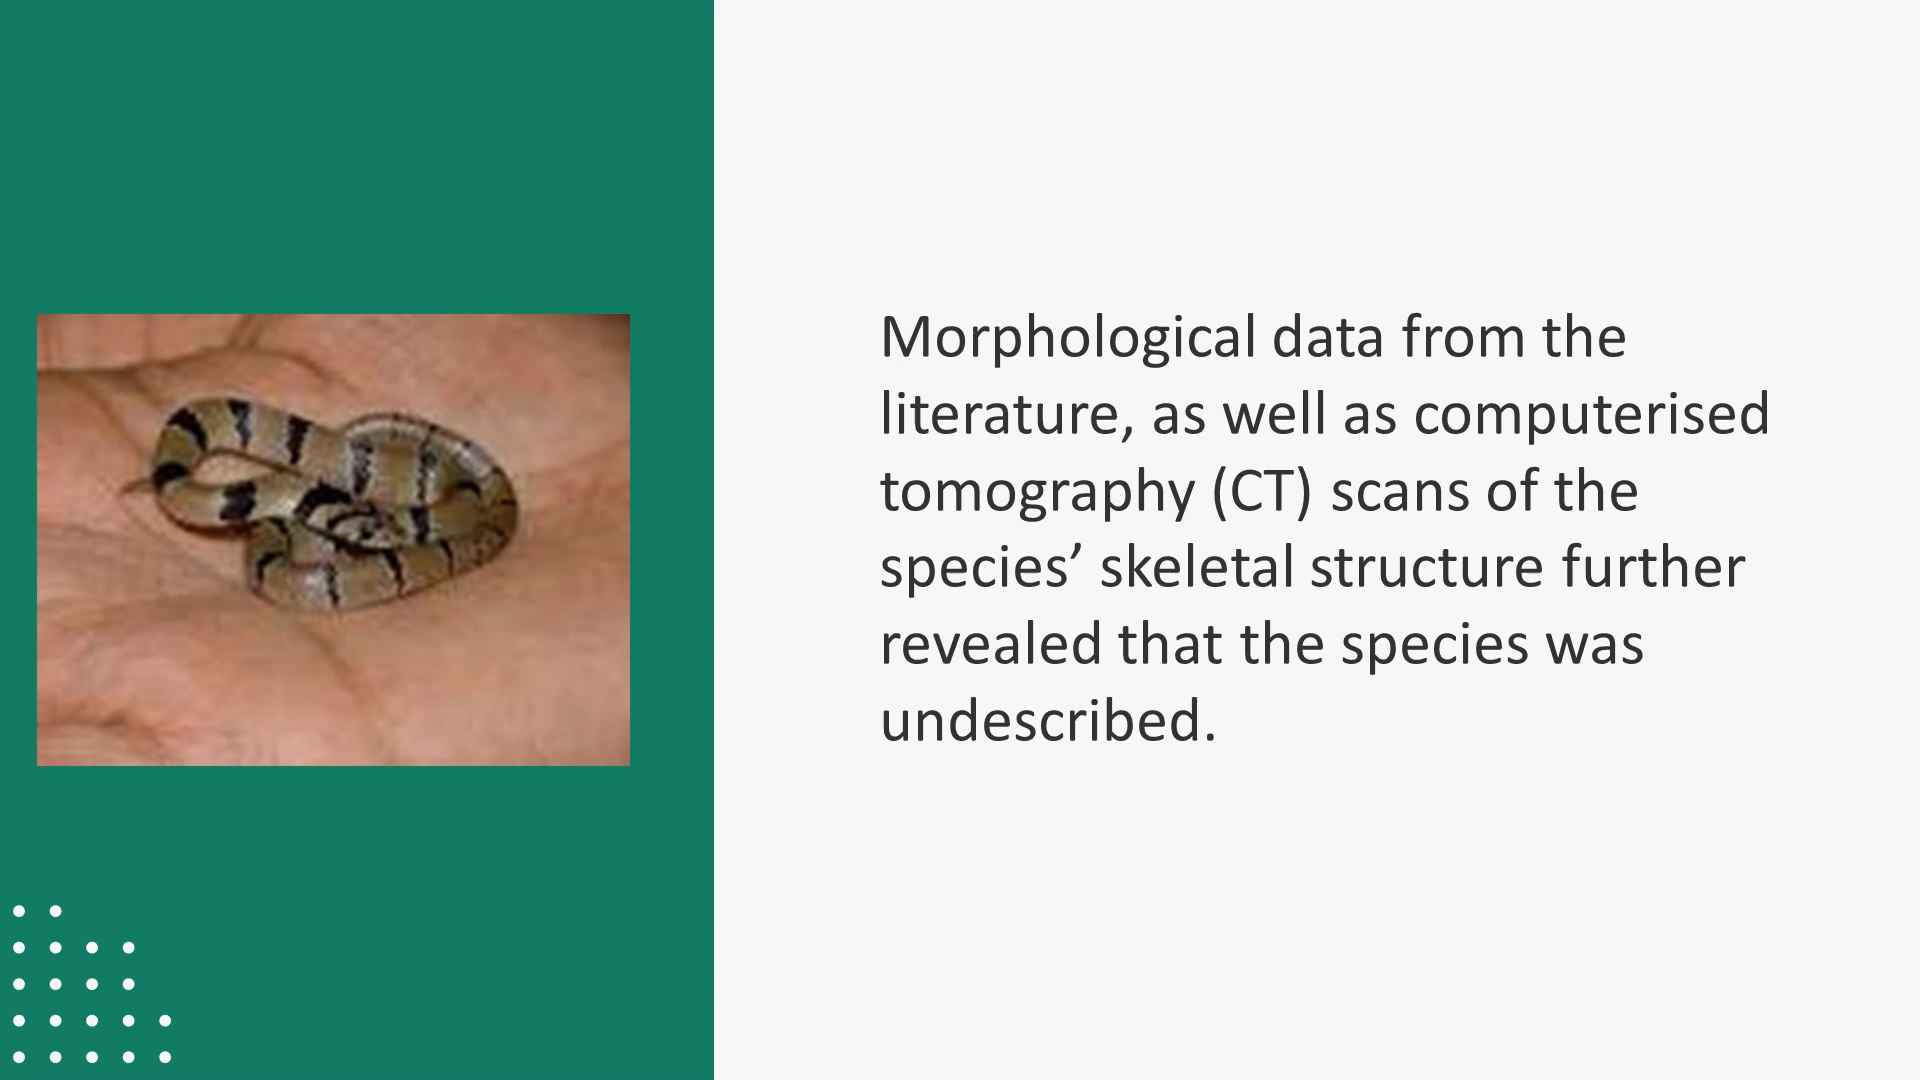 Morphological data from the
literature, as well as computerised
tomography (CT) scans of the
species’ skeletal structure further
revealed that the species was
undescribed.